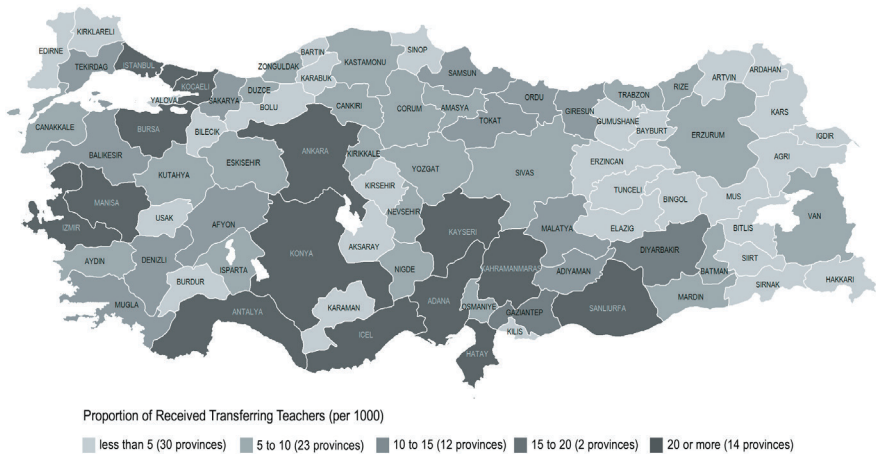 KIRKLARELI
EDIRNE
TEKIRDAG
ISTANBUL
KOCAELI
YALOVA
SAKARYA
DUZCE
ZONGULDAK
BARTIN
KARABUK
KASTAMONU
SINOP
SAMSUN
ORDU
GIRESUN
TRABZON
RIZE
ARTVIN
ARDAHAN
KARS
IGDIR
AGRI
ERZURUM
BAYBURT
GUMUSHANE
BOLU
CANKIRI
CORUM
AMASYA
TOKAT
CANAKKALE
BURSA
BILECIK
BALIKESIR
KUTAHYA
ESKISEHIR
ANKARA
KIRIKKALE
YOZGAT
SIVAS
ERZINCAN
TUNCELI
BINGOL
MUS
BITLIS
VAN
KIRSEHIR
MANISA
USAK
AFYON
IZMIR
KONYA
AKSARAY
NEVSEHIR
KAYSERI
MALATYA
ELAZIG
DIYARBAKIR
BATMAN
SIIRT
HAKKARI
SIRNAK
MARDIN
AYDIN
DENIZLI
ISPARTA
BURDUR
NIGDE
KAHRAMANMARAS
ADIYAMAN
SANLIURFA
MUGLA
ANTALYA
KARAMAN
ICEL
ADANA
OSMANIYE
GAZIANTEP
KILIS
HATAY
Proportion of Received Transferring Teachers (per 1000)
less than 5 (30 provinces) 5 to 10 (23 provinces) 10 to 15 (12 provinces) 15 to 20 (2 provinces) 20 or more (14 provinces)